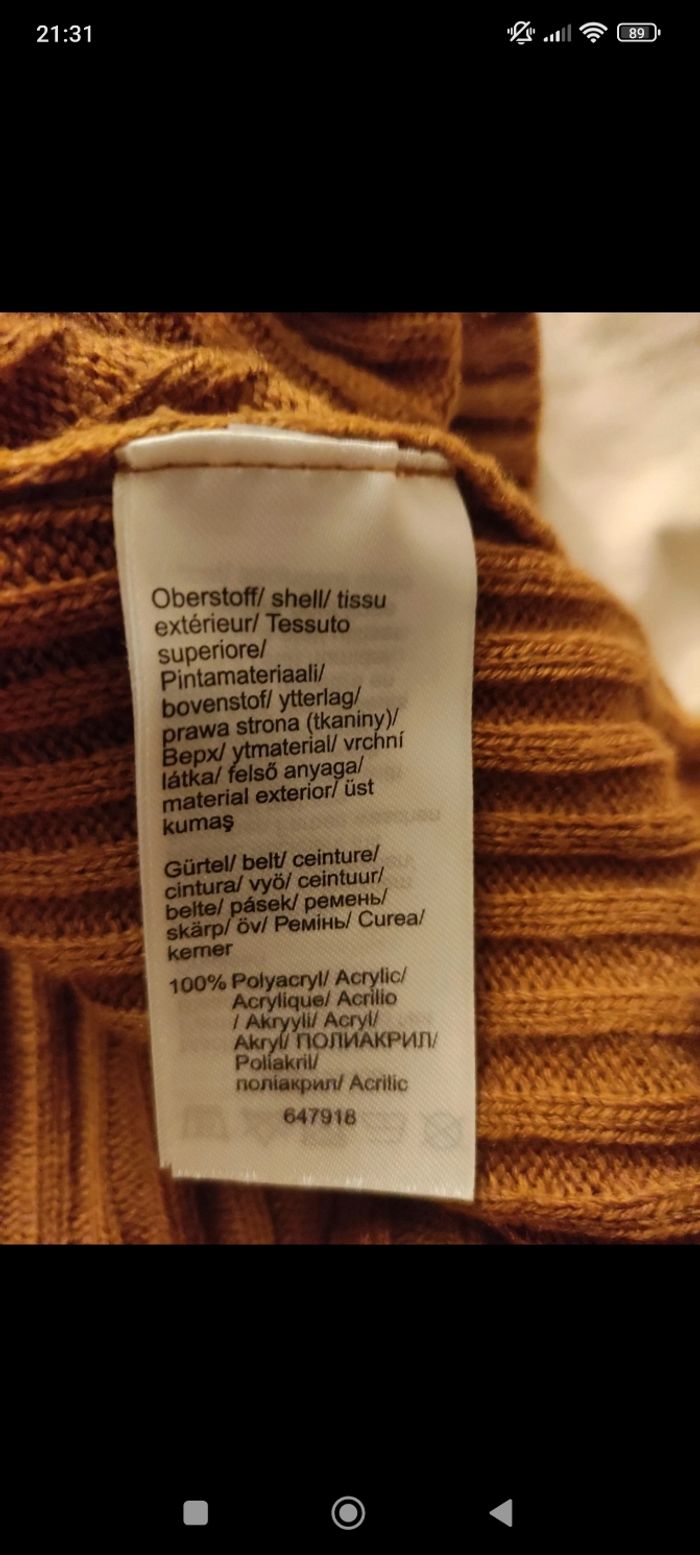 21:31
89
Oberstoff/ shell/ tissu
extérieur/ Tessuto
superiore/
Pintamateriaali/
bovenstof/ ytterlag/
prawa strona (tkaniny)/
Верх/ ytmaterial/ vrchní
látka/ felső anyaga/
material exterior/ üst
kumaş
Gürtel/ belt/ ceinture/
cintura/ vyö/ ceintuur/
belte/ pásek/ ремень/
skärp/ öv/ Ремінь/ Curea/
kemer
100% Polyacryl/ Acrylic/
Acrylique/ Acrilio
/ Akryyli/ Acryl/
Akryl/ ПОЛИАКРИЛ/
Poliakril/
поліакрил/ Acrilic
647918